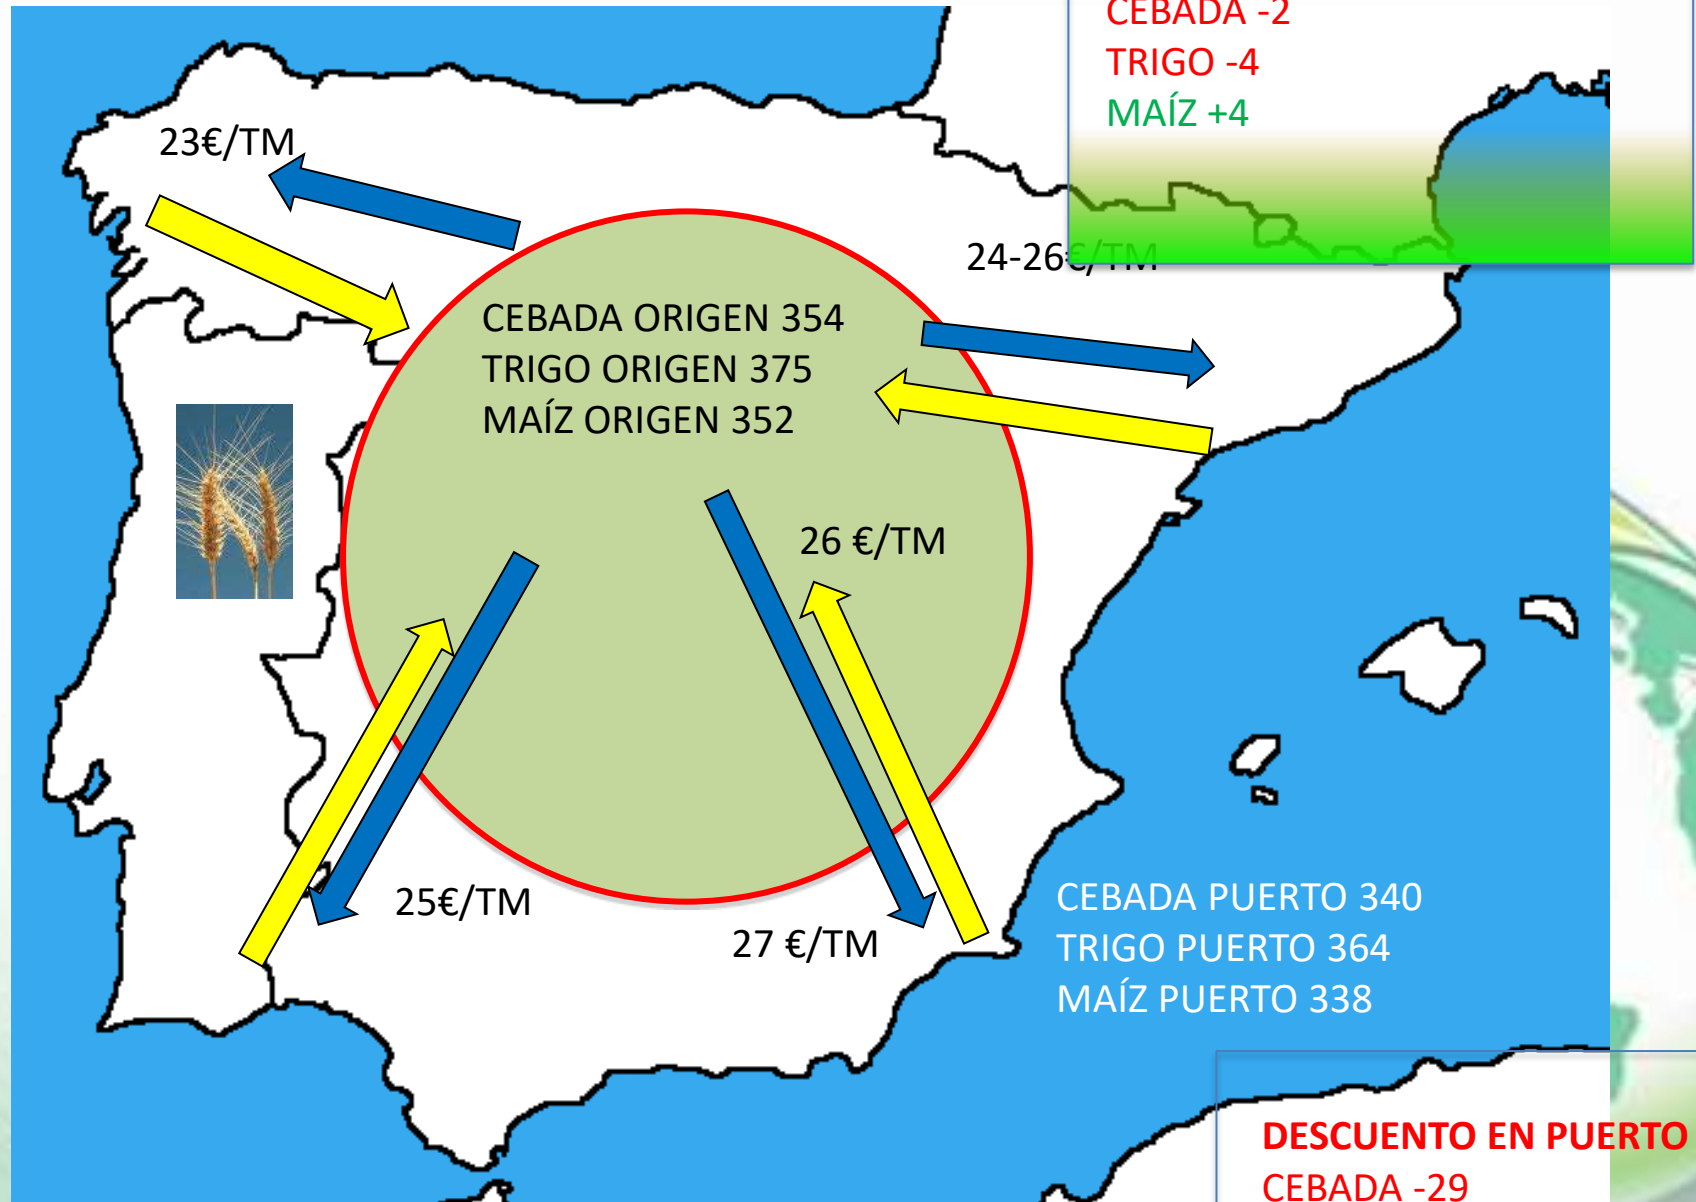 CEBADA -2
TRIGO -4
MAÍZ +4
23€/TM
24-26€/TM
CEBADA ORIGEN 354
TRIGO ORIGEN 375
MAÍZ ORIGEN 352
26 €/TM
25€/TM
27 €/TM
CEBADA PUERTO 340
TRIGO PUERTO 364
MAÍZ PUERTO 338
DESCUENTO EN PUERTO
CEBADA -29